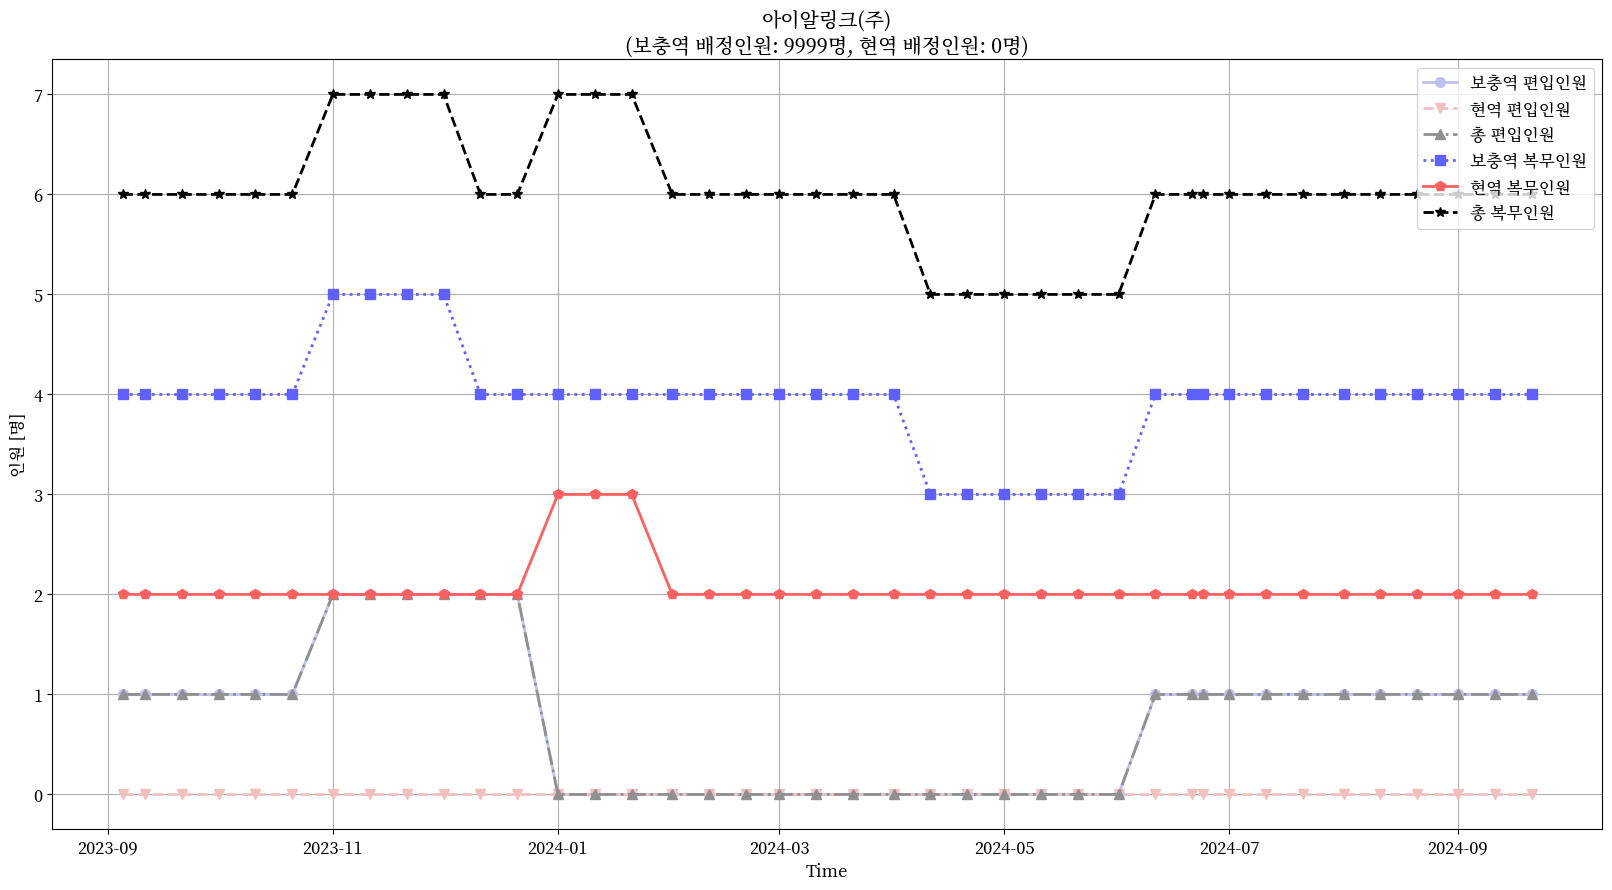 아이알링크(주)
(보충역 배정인원: 9999명, 현역 배정인원: 0명)
보충역 편입인원
현역 편입인원
총 편입인원
보충역 복무인원
현역 복무인원
총 복무인원
인원 [명]
7
6
5
4
3
2
1
0
2023-09 2023-11 2024-01 2024-03 2024-05 2024-07 2024-09
Time